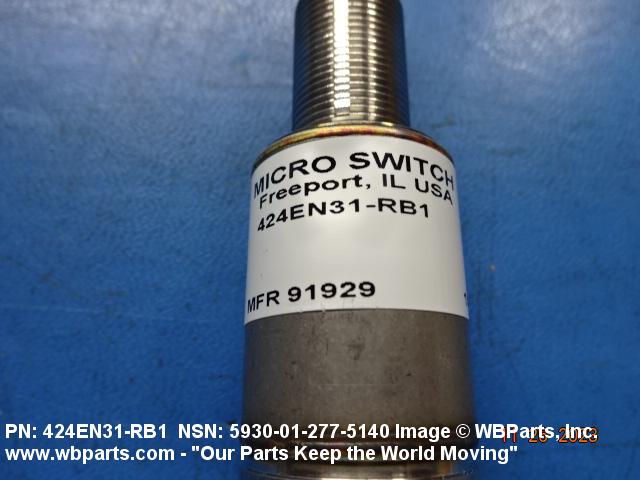 MICRO SWITCH
Freeport, IL USA
424EN31-RB1
MFR 91929
PN: 424EN31-RB1 NSN: 5930-01-277-5140 Image © WBParts, Inc.
www.wbparts.com - "Our Parts Keep the World Moving"